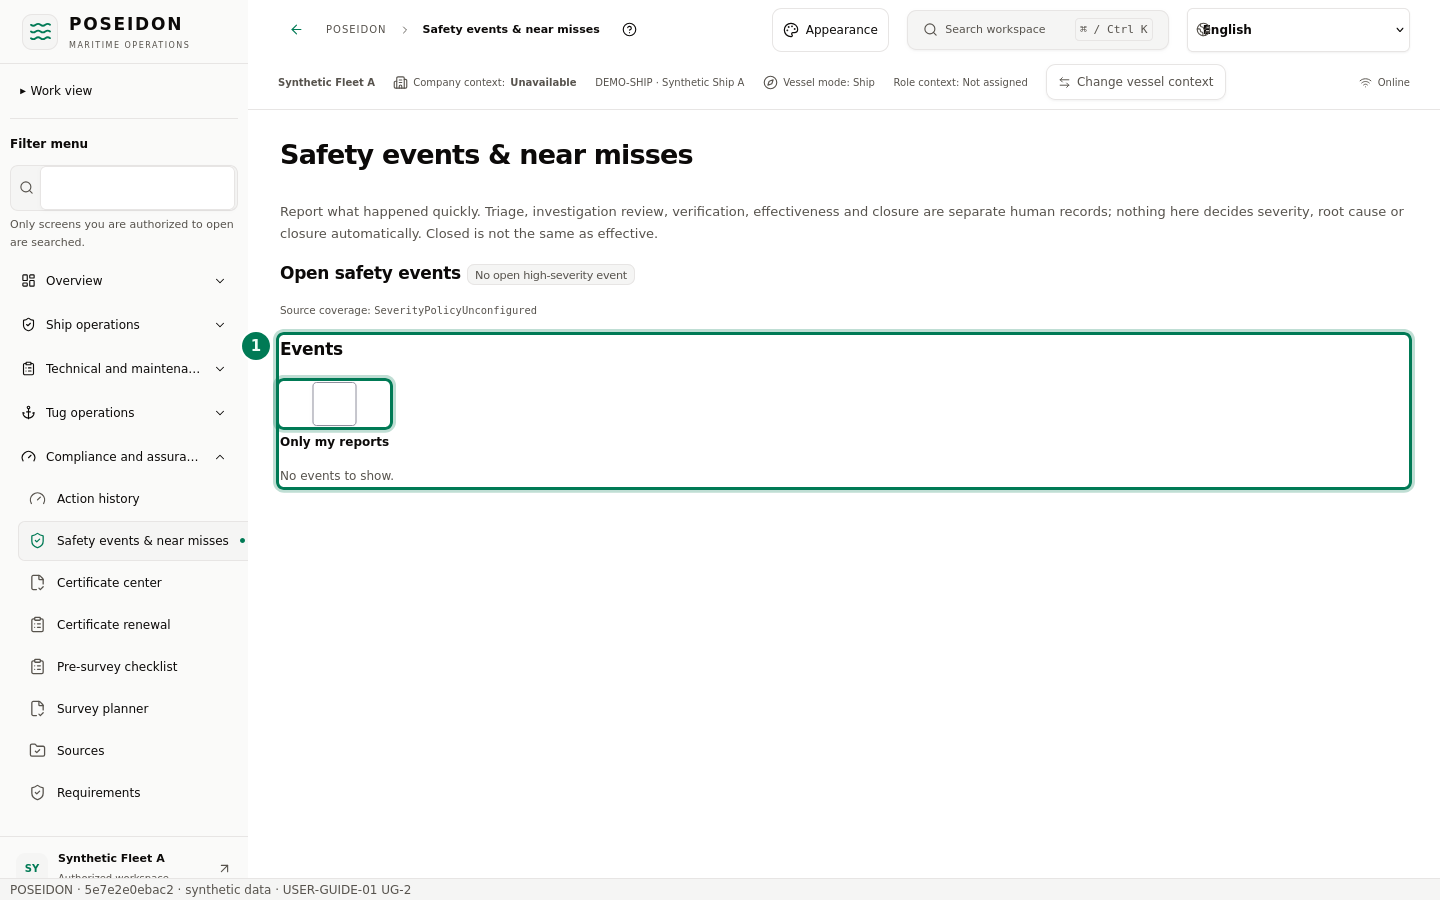 POSEIDON
MARITIME OPERATIONS
▸ Work view
Filter menu
Only screens you are authorized to open
are searched.
Overview
Ship operations
Technical and maintena...
Tug operations
Compliance and assura...
Action history
Safety events & near misses
Certificate center
Certificate renewal
Pre-survey checklist
Survey planner
Sources
Requirements
SY
Synthetic Fleet A
Authorized workspace
POSEIDON
Safety events & near misses
Appearance
Search workspace
⌘ / Ctrl K
English
Synthetic Fleet A
Company context: Unavailable
DEMO-SHIP · Synthetic Ship A
Vessel mode: Ship
Role context: Not assigned
Change vessel context
Online
Safety events & near misses
Report what happened quickly. Triage, investigation review, verification, effectiveness and closure are separate human records; nothing here decides severity, root cause or
closure automatically. Closed is not the same as effective.
Open safety events No open high-severity event
Source coverage: SeverityPolicyUnconfigured
1
Events
Only my reports
No events to show.
POSEIDON · 5e7e2e0ebac2 · synthetic data · USER-GUIDE-01 UG-2